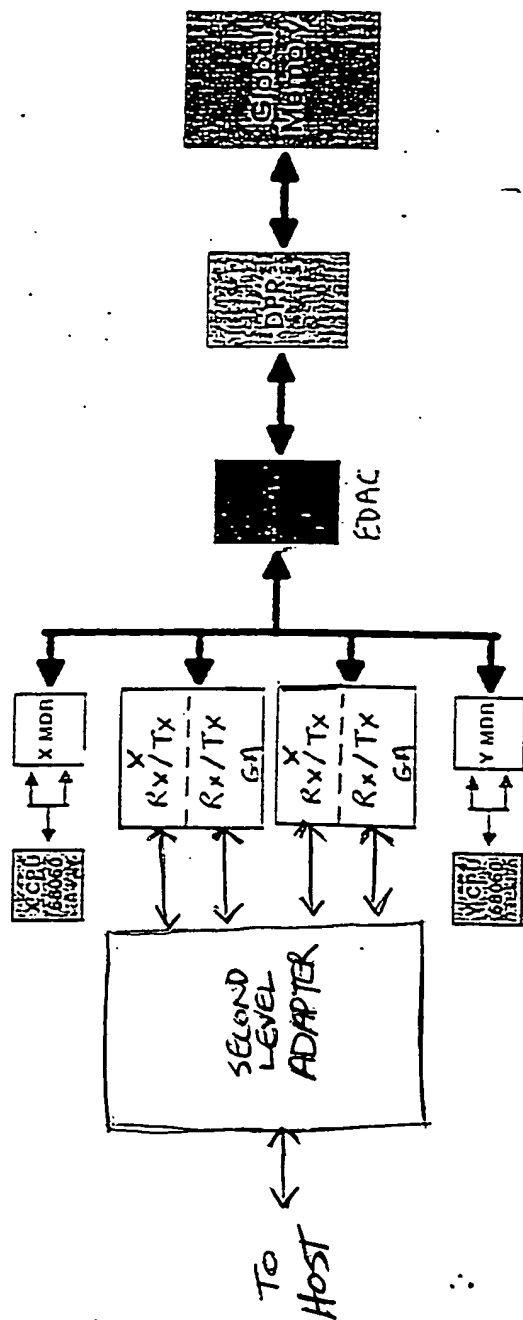 TO
HOST
SECOND
LEVEL
ADAPTER
X CPU
68060
X MDR
X
Rx/Tx
Rx/Tx
GA
X
Rx/Tx
Rx/Tx
GA
Y CPU
68060
Y MDR
EDAC
DPR
Global
Memory